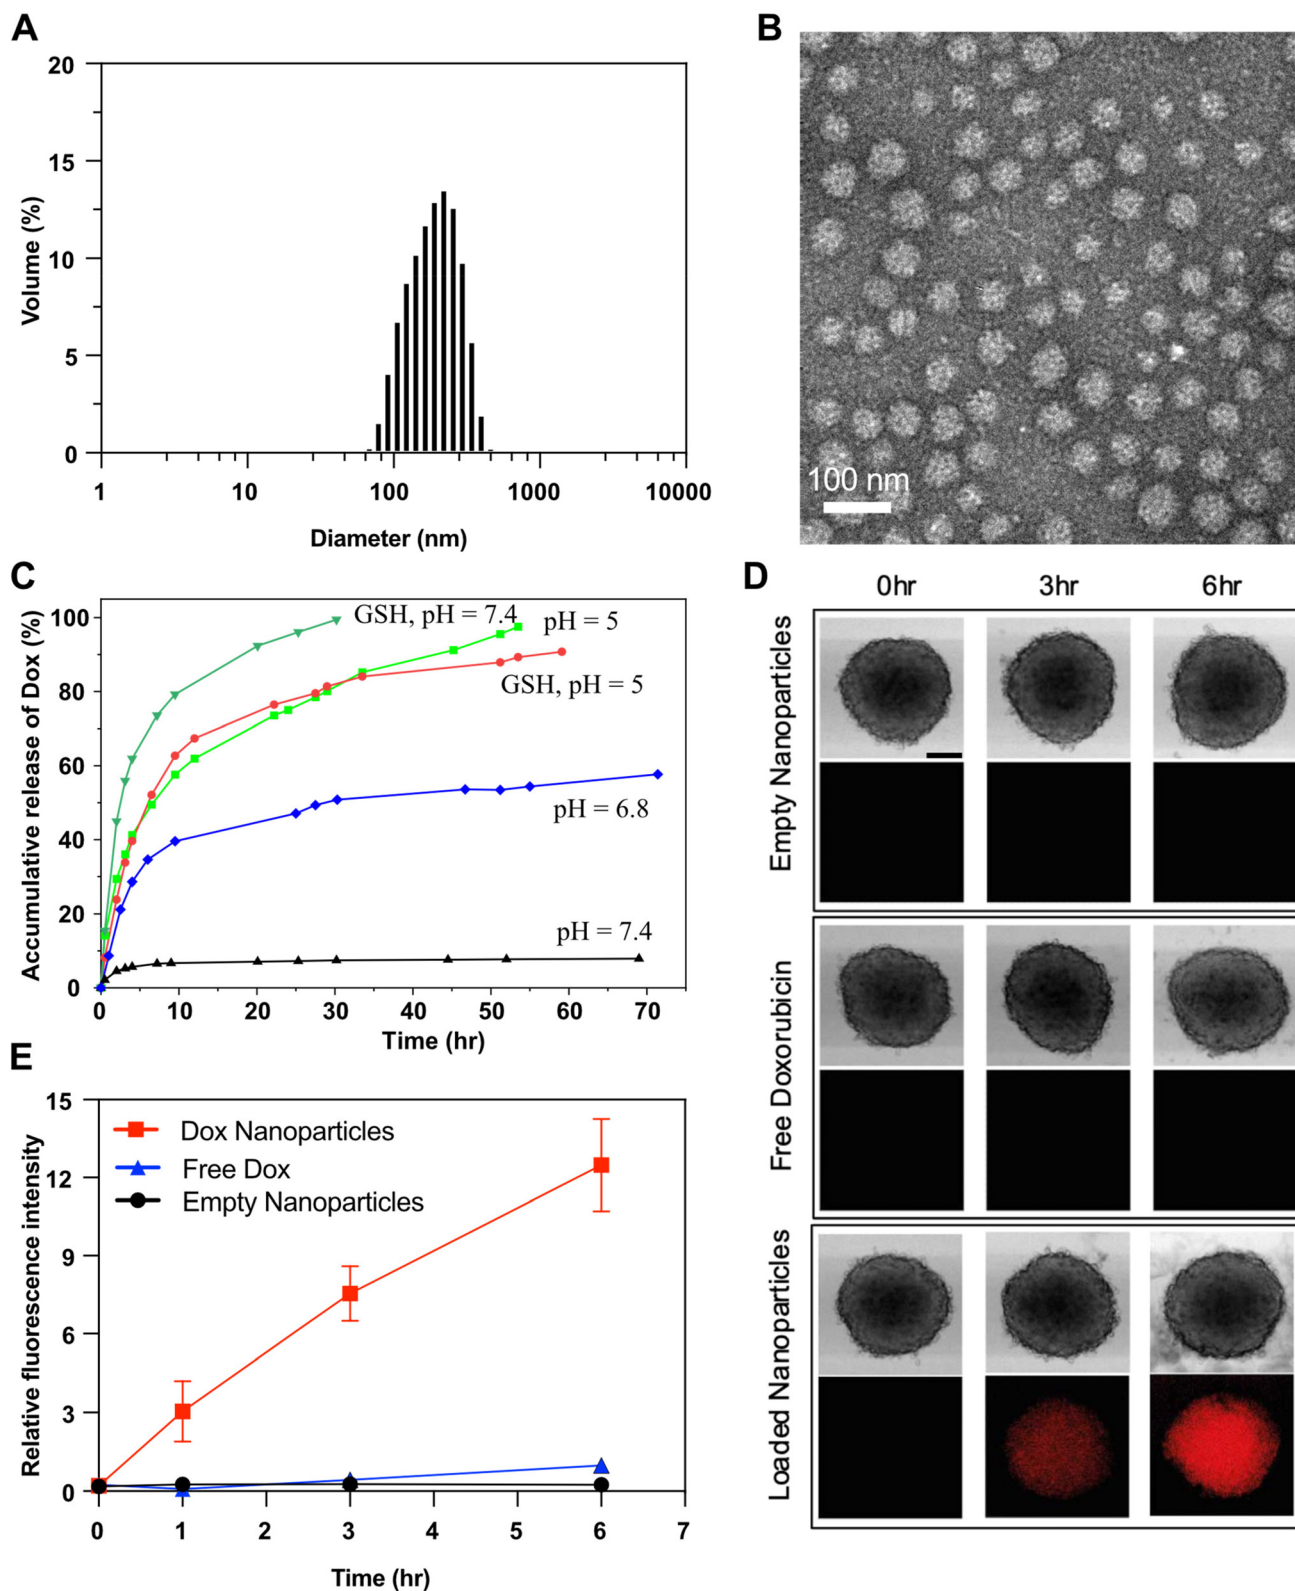 A
20
15
10
5
0
Volume (%)
1 10 100 1000 10000
Diameter (nm)
B
100 nm
C
100
80
60
40
20
0
Accumulative release of Dox (%)
GSH, pH = 7.4
pH = 5
GSH, pH = 5
pH = 6.8
pH = 7.4
0 10 20 30 40 50 60 70
Time (hr)
D
0hr 3hr 6hr
Empty Nanoparticles
Free Doxorubicin
Loaded Nanoparticles
E
15
12
9
6
3
0
Relative fluorescence intensity
Dox Nanoparticles
Free Dox
Empty Nanoparticles
0 1 2 3 4 5 6 7
Time (hr)